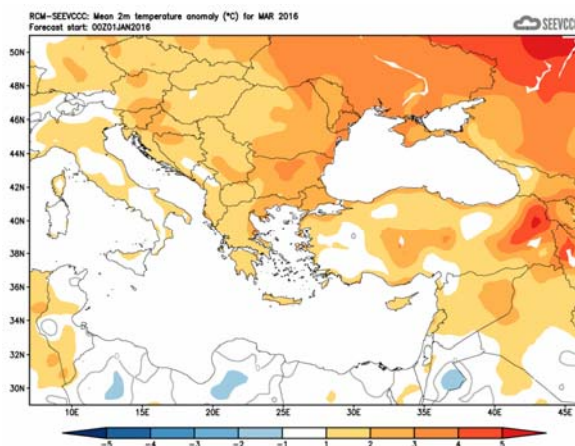 RCM-SEEVCCC: Mean 2m temperature anomaly (°C) for MAR 2016
Forecast start: 00Z01JAN2016
SEEVCCC
50N
48N
46N
44N
42N
40N
38N
36N
34N
32N
30N
10E 15E 20E 25E 30E 35E 40E 45E
-5 -4 -3 -2 -1 1 2 3 4 5